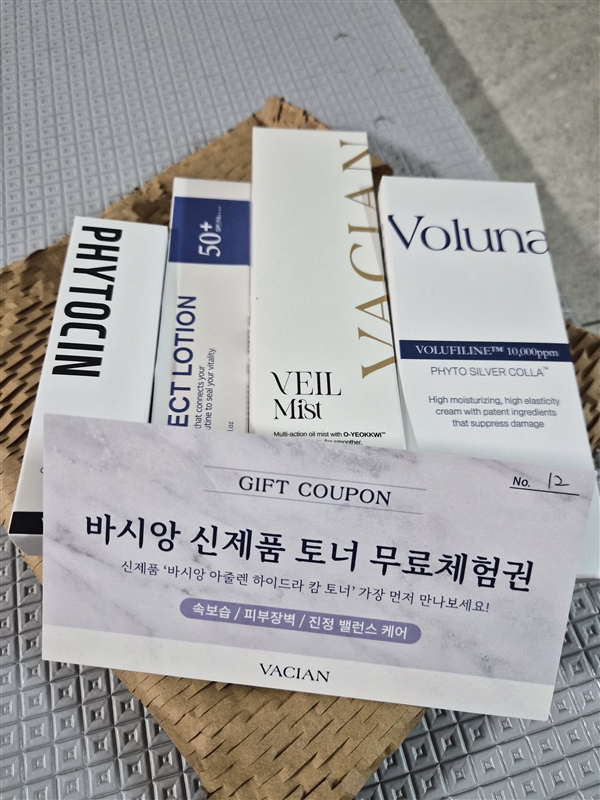 PHYTOCIN
50+
ECT LOTION
that connects your
utine to seal your vitality.
VACIAN
VEIL
Mist
Multi-action oil mist with O-YEOKKWI™
Voluna
VOLUFILINE™ 10,000ppm
PHYTO SILVER COLLA™
High moisturizing, high elasticity
cream with patent ingredients
that suppress damage
No. 12
GIFT COUPON
바시앙 신제품 토너 무료체험권
신제품 '바시앙 아줄렌 하이드라 캄 토너' 가장 먼저 만나보세요!
속보습 / 피부장벽 / 진정 밸런스 케어
VACIAN